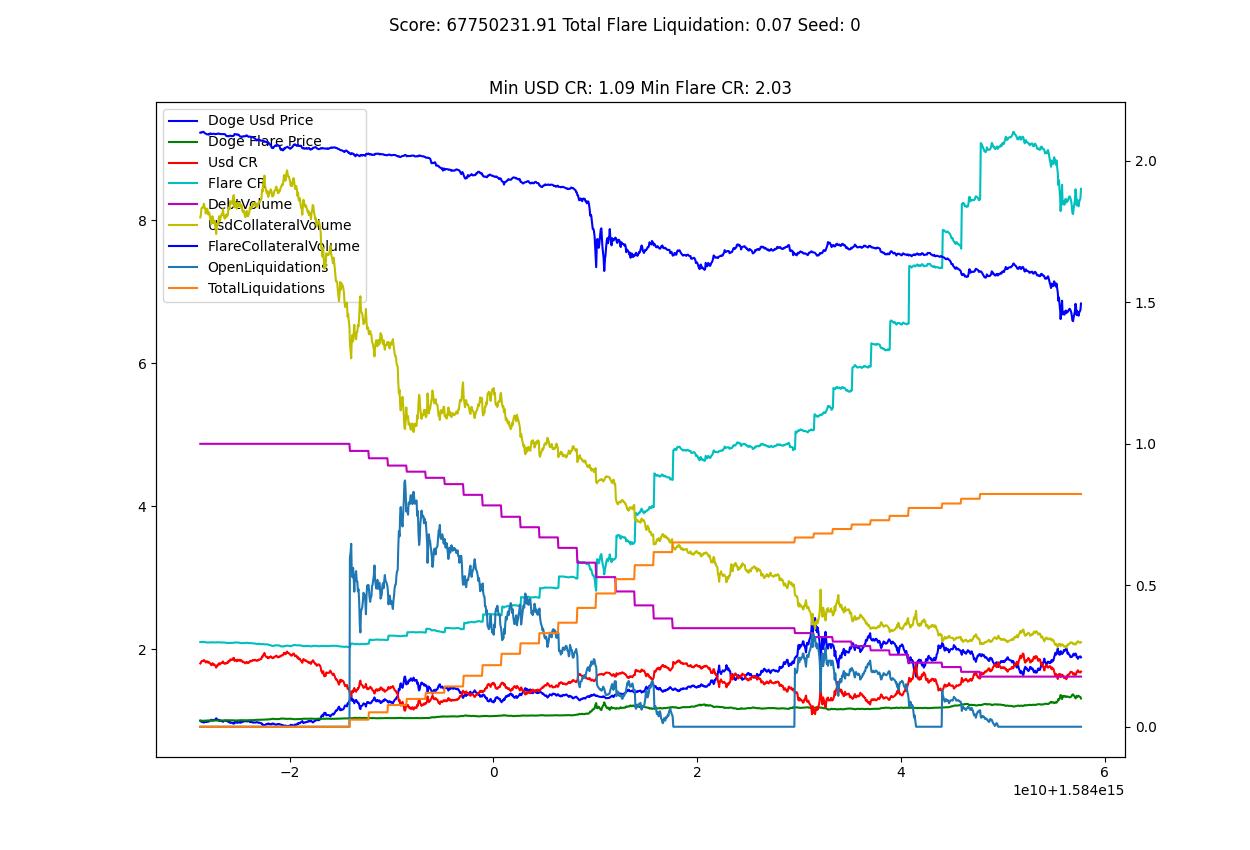 Score: 67750231.91 Total Flare Liquidation: 0.07 Seed: 0
Min USD CR: 1.09 Min Flare CR: 2.03
Doge Usd Price
Doge Flare Price
Usd CR
Flare CR
DebtVolume
UsdCollateralVolume
FlareCollateralVolume
OpenLiquidations
TotalLiquidations
8
6
4
2
2.0
1.5
1.0
0.5
0.0
−2
0
2
4
6
1e10+1.584e15